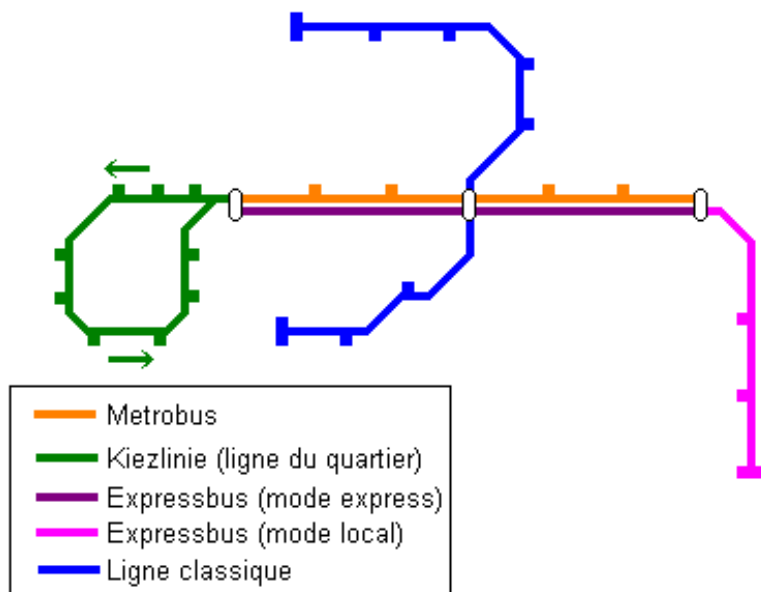 Metrobus
Kiezlinie (ligne du quartier)
Expressbus (mode express)
Expressbus (mode local)
Ligne classique